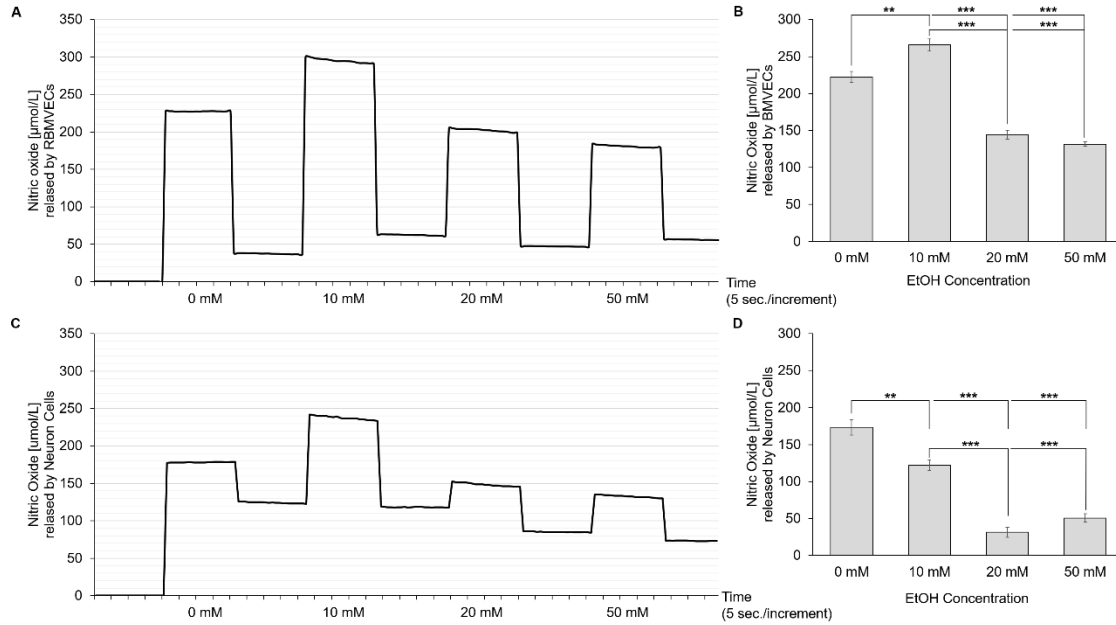 A
Nitric oxide [µmol/L]
relased by RBMVECs
350
300
250
200
150
100
50
0
0 mM
10 mM
20 mM
50 mM
Time
(5 sec./increment)
B
Nitric Oxide [µmol/L]
released by BMVECs
350
300
250
200
150
100
50
0
**
***
***
***
***
0 mM
10 mM
20 mM
50 mM
EtOH Concentration
C
Nitric Oxide [umol/L]
relased by Neuron Cells
350
300
250
200
150
100
50
0
0 mM
10 mM
20 mM
50 mM
Time
(5 sec./increment)
D
Nitric Oxide [µmol/L]
released by Neuron Cells
300
250
200
150
100
50
0
**
***
***
***
***
0 mM
10 mM
20 mM
50 mM
EtOH Concentration